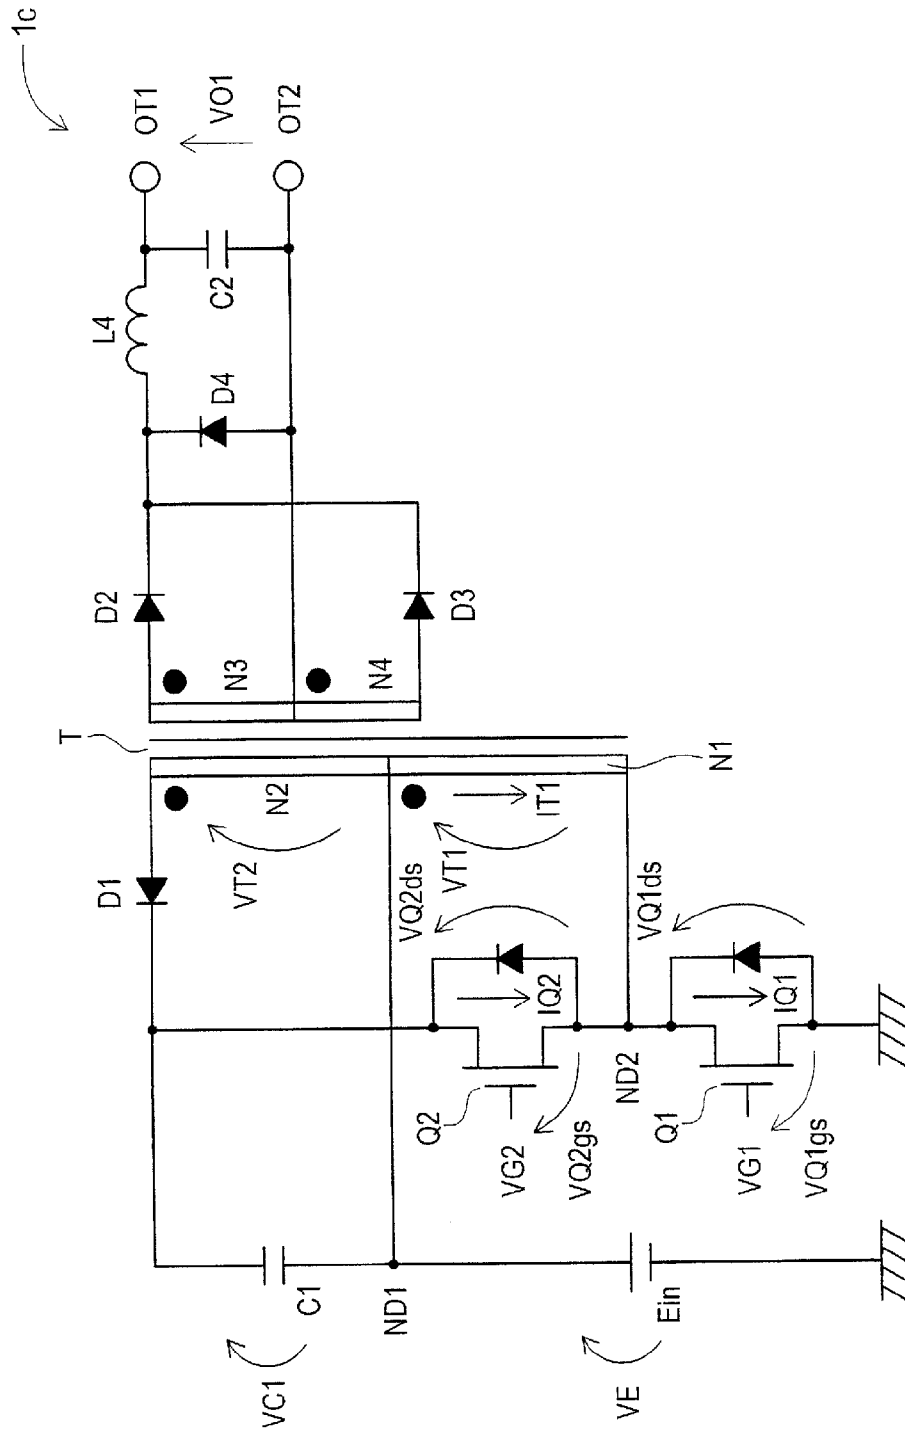 1c
OT1
VO1
OT2
C2
L4
D4
D2
D3
N3
N4
T
N1
N2
IT1
VT2
VT1
D1
VQ2ds
VQ1ds
IQ2
IQ1
Q2
VG2
VQ2gs
ND2
Q1
VG1
VQ1gs
C1
ND1
Ein
VC1
VE